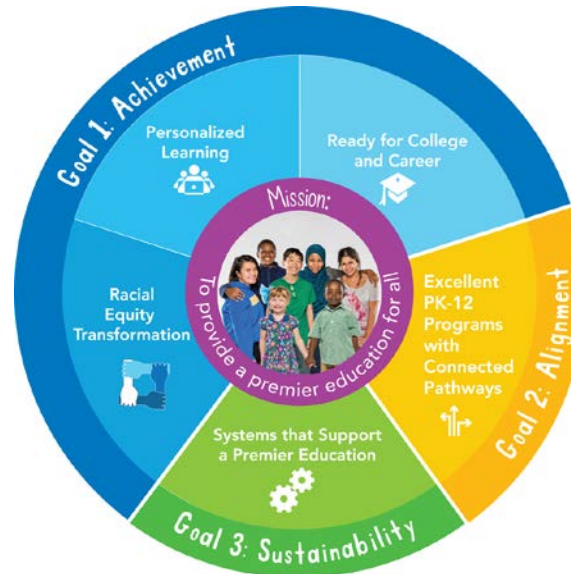 Goal 1: Achievement
Personalized
Learning
Ready for College
and Career
Racial
Equity
Transformation
Mission:
To provide a premier education for all
Excellent
PK-12
Programs
with
Connected
Pathways
Goal 2: Alignment
Systems that Support
a Premier Education
Goal 3: Sustainability